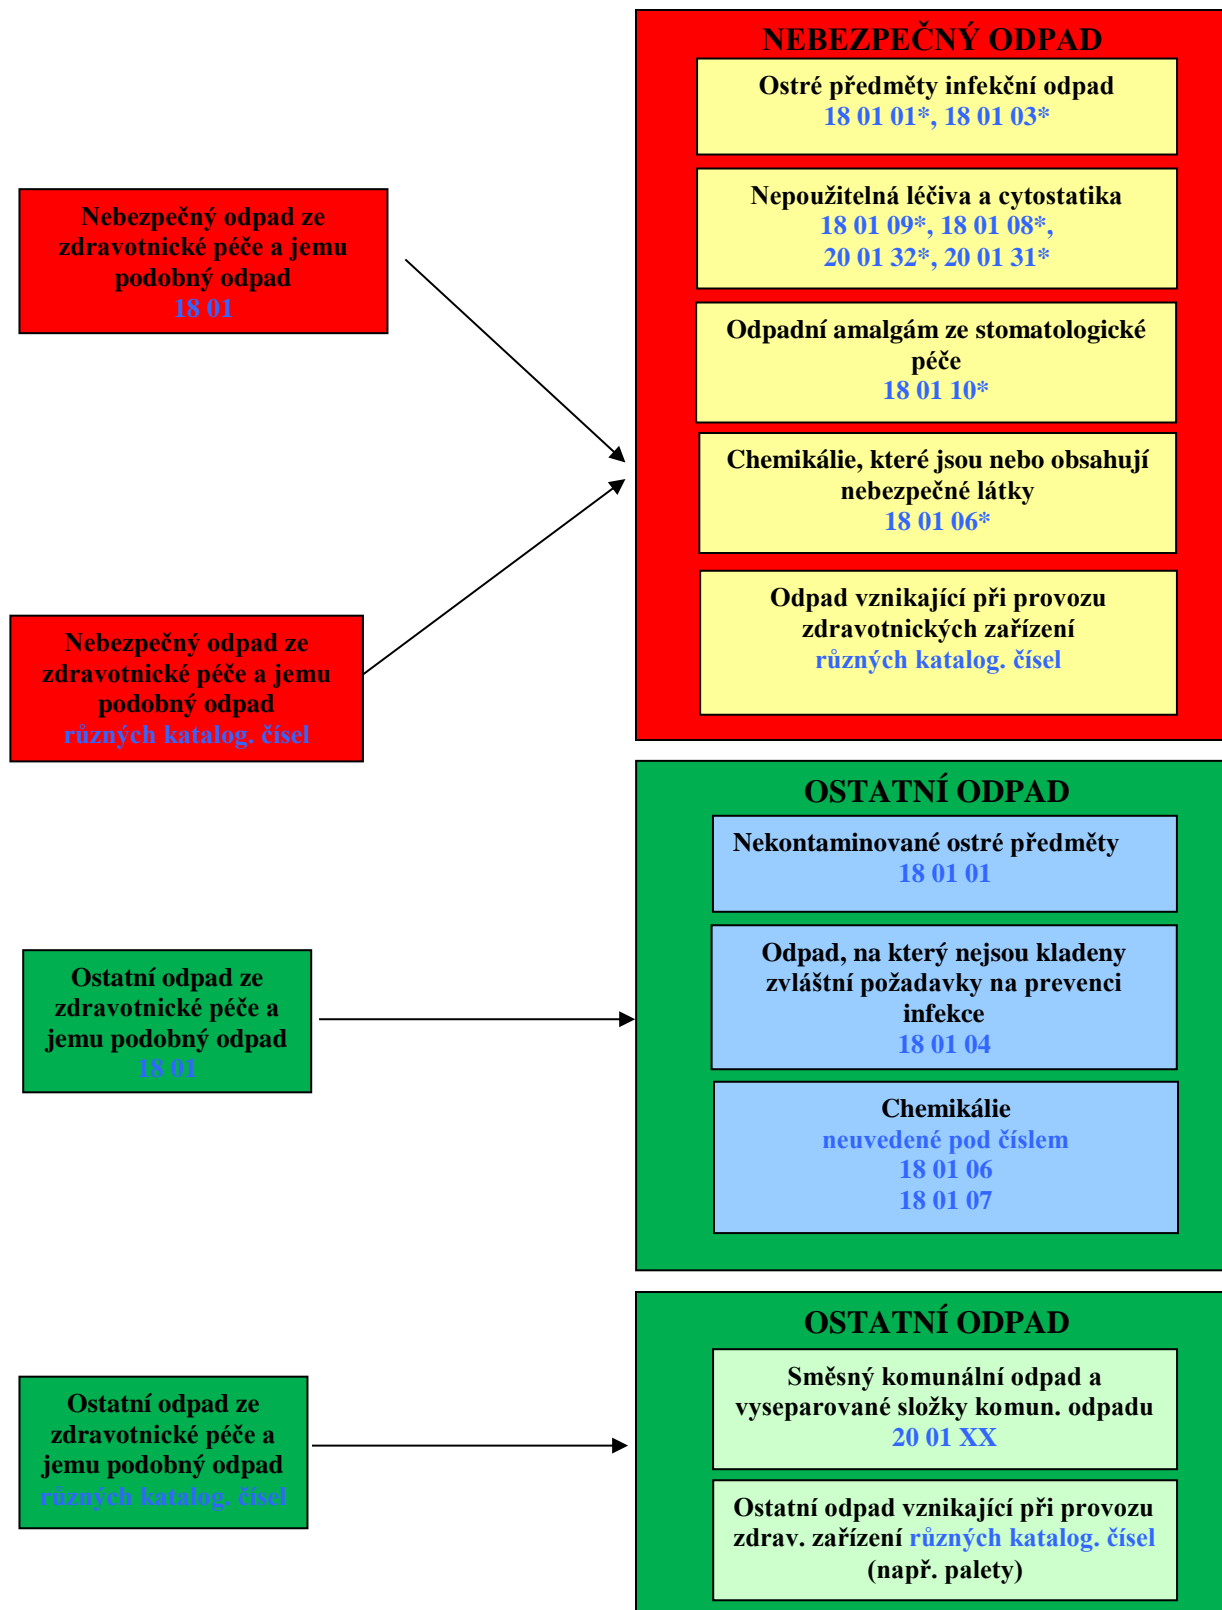 NEBEZPEČNÝ ODPAD
Ostré předměty infekční odpad
18 01 01*, 18 01 03*
Nepoužitelná léčiva a cytostatika
18 01 09*, 18 01 08*,
20 01 32*, 20 01 31*
Odpadní amalgám ze stomatologické
péče
18 01 10*
Chemikálie, které jsou nebo obsahují
nebezpečné látky
18 01 06*
Odpad vznikající při provozu
zdravotnických zařízení
různých katalog. čísel
Nebezpečný odpad ze
zdravotnické péče a jemu
podobný odpad
18 01
Nebezpečný odpad ze
zdravotnické péče a jemu
podobný odpad
různých katalog. čísel
OSTATNÍ ODPAD
Nekontaminované ostré předměty
18 01 01
Odpad, na který nejsou kladeny
zvláštní požadavky na prevenci
infekce
18 01 04
Chemikálie
neuvedené pod číslem
18 01 06
18 01 07
Ostatní odpad ze
zdravotnické péče a
jemu podobný odpad
18 01
OSTATNÍ ODPAD
Směsný komunální odpad a
vyseparované složky komun. odpadu
20 01 XX
Ostatní odpad vznikající při provozu
zdrav. zařízení různých katalog. čísel
(např. palety)
Ostatní odpad ze
zdravotnické péče a
jemu podobný odpad
různých katalog. čísel